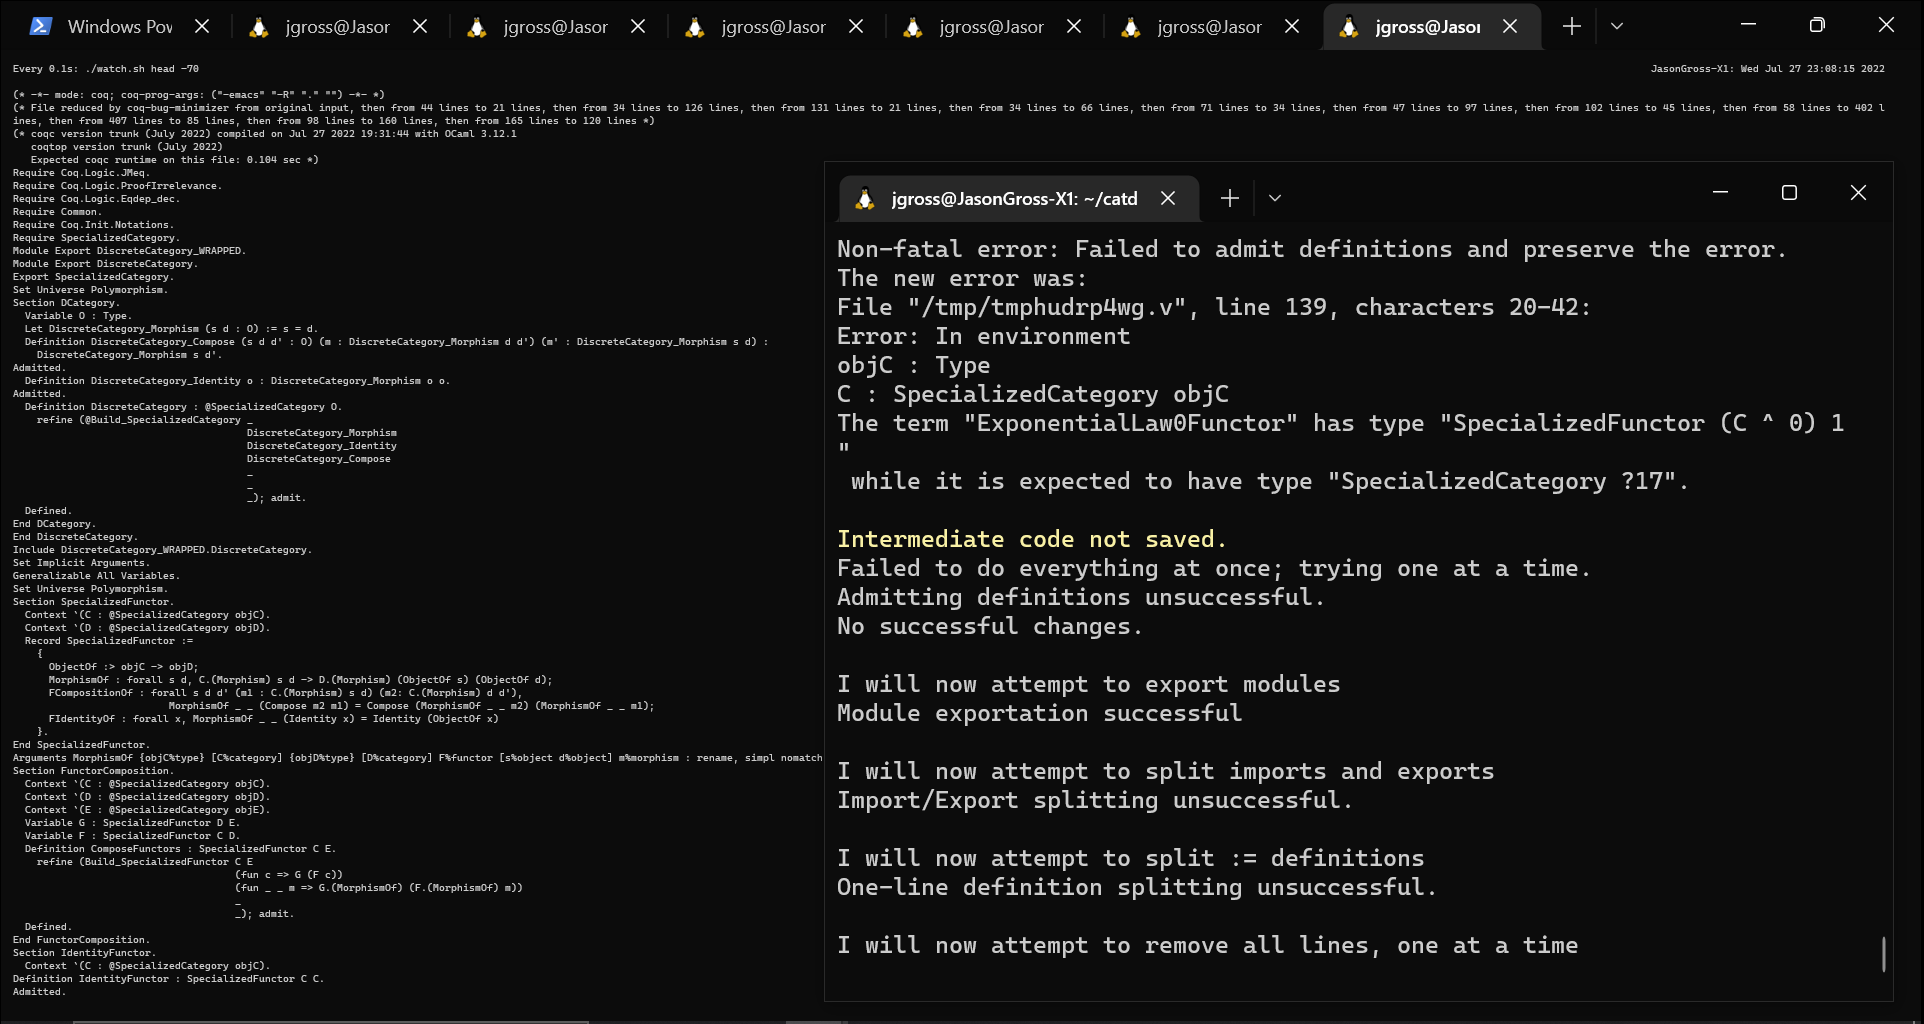 Windows Pov
jgross@Jasor
jgross@Jasor
jgross@Jasor
jgross@Jasor
jgross@Jasor
jgross@Jasor
Every 0.1s: ./watch.sh head -70
JasonGross-X1: Wed Jul 27 23:08:15 2022
(* -*- mode: coq; coq-prog-args: ("-emacs" "-R" "." "") -*- *)
(* File reduced by coq-bug-minimizer from original input, then from 44 lines to 21 lines, then from 34 lines to 126 lines, then from 131 lines to 21 lines, then from 34 lines to 66 lines, then from 71 lines to 34 lines, then from 47 lines to 97 lines, then from 102 lines to 45 lines, then from 58 lines to 402 l
ines, then from 407 lines to 85 lines, then from 98 lines to 160 lines, then from 165 lines to 120 lines *)
(* coqc version trunk (July 2022) compiled on Jul 27 2022 19:31:44 with OCaml 3.12.1
   coqtop version trunk (July 2022)
   Expected coqc runtime on this file: 0.104 sec *)
Require Coq.Logic.JMeq.
Require Coq.Logic.ProofIrrelevance.
Require Coq.Logic.Eqdep_dec.
Require Common.
Require Coq.Init.Notations.
Require SpecializedCategory.
Module Export DiscreteCategory_WRAPPED.
Module Export DiscreteCategory.
Export SpecializedCategory.
Set Universe Polymorphism.
Section DCategory.
  Variable O : Type.
  Let DiscreteCategory_Morphism (s d : O) := s = d.
  Definition DiscreteCategory_Compose (s d d' : O) (m : DiscreteCategory_Morphism d d') (m' : DiscreteCategory_Morphism s d) :
    DiscreteCategory_Morphism s d'.
Admitted.
  Definition DiscreteCategory_Identity o : DiscreteCategory_Morphism o o.
Admitted.
  Definition DiscreteCategory : @SpecializedCategory O.
    refine (@Build_SpecializedCategory _
                                       DiscreteCategory_Morphism
                                       DiscreteCategory_Identity
                                       DiscreteCategory_Compose
                                       _
                                       _
                                       _); admit.
  Defined.
End DCategory.
End DiscreteCategory.
Include DiscreteCategory_WRAPPED.DiscreteCategory.
Set Implicit Arguments.
Generalizable All Variables.
Set Universe Polymorphism.
Section SpecializedFunctor.
  Context `(C : @SpecializedCategory objC).
  Context `(D : @SpecializedCategory objD).
  Record SpecializedFunctor :=
    {
      ObjectOf :> objC -> objD;
      MorphismOf : forall s d, C.(Morphism) s d -> D.(Morphism) (ObjectOf s) (ObjectOf d);
      FCompositionOf : forall s d d' (m1 : C.(Morphism) s d) (m2: C.(Morphism) d d'),
                          MorphismOf _ _ (Compose m2 m1) = Compose (MorphismOf _ _ m2) (MorphismOf _ _ m1);
      FIdentityOf : forall x, MorphismOf _ _ (Identity x) = Identity (ObjectOf x)
    }.
End SpecializedFunctor.
Arguments MorphismOf {objC%type} [C%category] {objD%type} [D%category] F%functor [s%object d%object] m%morphism : rename, simpl nomatch
Section FunctorComposition.
  Context `(C : @SpecializedCategory objC).
  Context `(D : @SpecializedCategory objD).
  Context `(E : @SpecializedCategory objE).
  Variable G : SpecializedFunctor D E.
  Variable F : SpecializedFunctor C D.
  Definition ComposeFunctors : SpecializedFunctor C E.
    refine (Build_SpecializedFunctor C E
                                     (fun c => G (F c))
                                     (fun _ _ m => G.(MorphismOf) (F.(MorphismOf) m))
                                     _
                                     _); admit.
  Defined.
End FunctorComposition.
Section IdentityFunctor.
  Context `(C : @SpecializedCategory objC).
Definition IdentityFunctor : SpecializedFunctor C C.
Admitted.
jgross@JasonGross-X1: ~/catd
Non-fatal error: Failed to admit definitions and preserve the error.
The new error was:
File "/tmp/tmphudrp4wg.v", line 139, characters 20-42:
Error: In environment
objC : Type
C : SpecializedCategory objC
The term "ExponentialLaw0Functor" has type "SpecializedFunctor (C ^ 0) 1
"
 while it is expected to have type "SpecializedCategory ?17".
Intermediate code not saved.
Failed to do everything at once; trying one at a time.
Admitting definitions unsuccessful.
No successful changes.
I will now attempt to export modules
Module exportation successful
I will now attempt to split imports and exports
Import/Export splitting unsuccessful.
I will now attempt to split := definitions
One-line definition splitting unsuccessful.
I will now attempt to remove all lines, one at a time